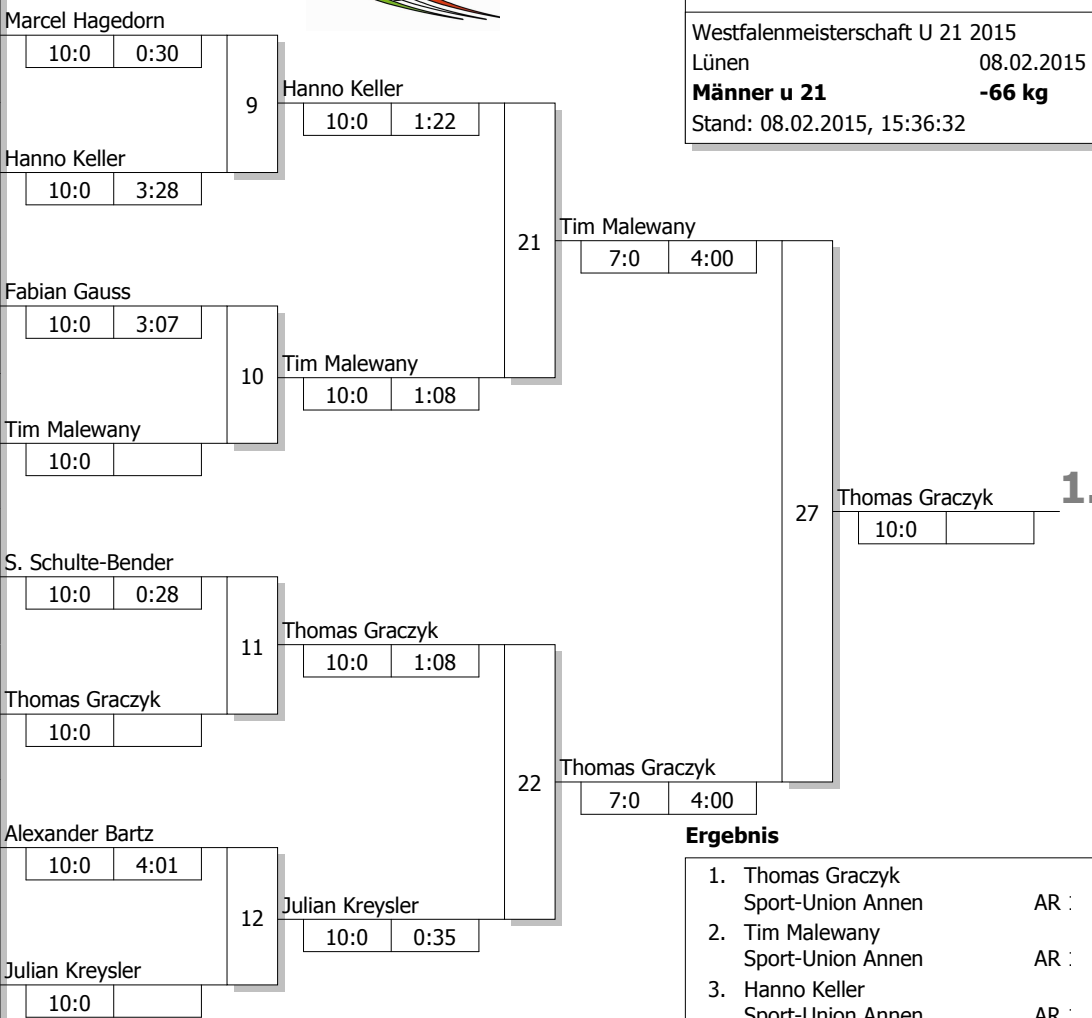 Marcel Hagedorn
10:0 0:30
9
Hanno Keller
10:0 1:22
Hanno Keller
10:0 3:28
21
Tim Malewany
7:0 4:00
Fabian Gauss
10:0 3:07
10
Tim Malewany
10:0 1:08
Tim Malewany
10:0
27
Thomas Graczyk
10:0
1.
S. Schulte-Bender
10:0 0:28
11
Thomas Graczyk
10:0 1:08
Thomas Graczyk
10:0
22
Thomas Graczyk
7:0 4:00
Alexander Bartz
10:0 4:01
12
Julian Kreysler
10:0 0:35
Julian Kreysler
10:0
Westfalenmeisterschaft U 21 2015
Lünen 08.02.2015
Männer u 21 -66 kg
Stand: 08.02.2015, 15:36:32
Ergebnis
1. Thomas Graczyk
Sport-Union Annen AR
2. Tim Malewany
Sport-Union Annen AR
3. Hanno Keller
Sport-Union Annen AR